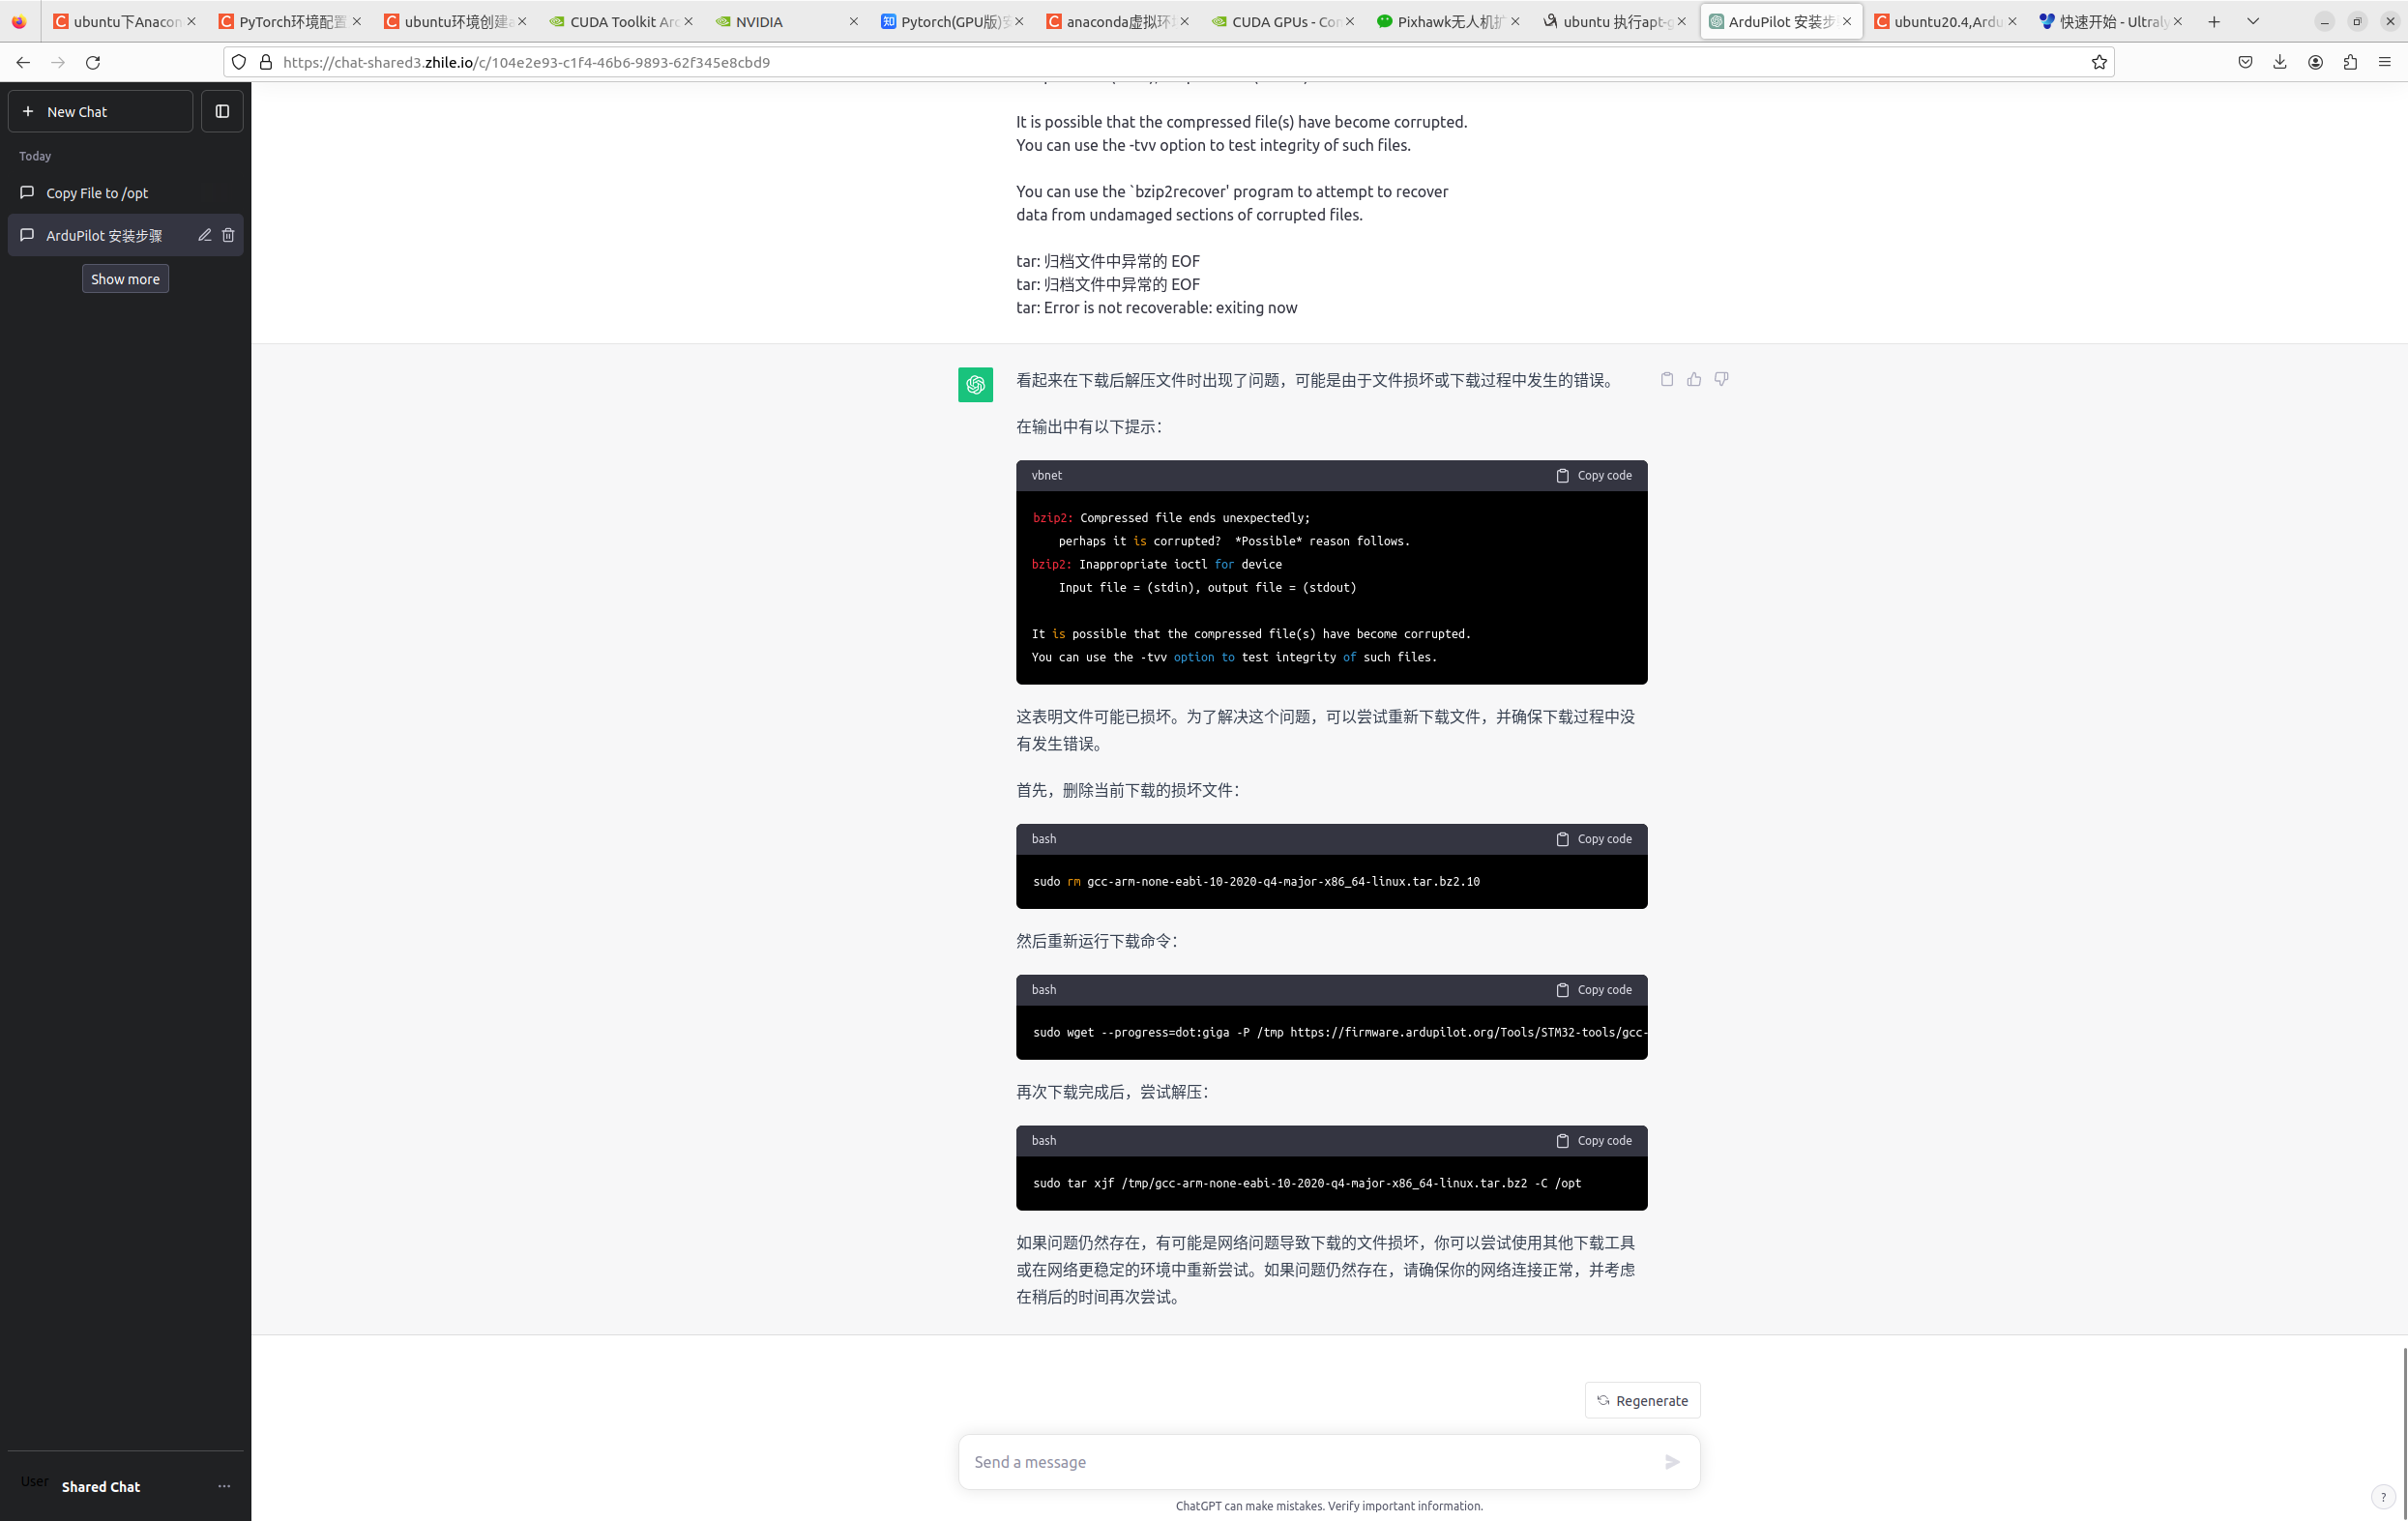 ubuntu下Anacon
PyTorch环境配置
ubuntu环境创建a
CUDA Toolkit Arc
NVIDIA
知 Pytorch(GPU版)安
anaconda虚拟环境
CUDA GPUs - Con
Pixhawk无人机扩
ubuntu 执行apt-g
ArduPilot 安装步
ubuntu20.4,Ardu
快速开始 - Ultraly
https://chat-shared3.zhile.io/c/104e2e93-c1f4-46b6-9893-62f345e8cbd9
New Chat
Today
Copy File to /opt
ArduPilot 安装步骤
Show more
It is possible that the compressed file(s) have become corrupted.
You can use the -tvv option to test integrity of such files.
You can use the `bzip2recover' program to attempt to recover
data from undamaged sections of corrupted files.
tar: 归档文件中异常的 EOF
tar: 归档文件中异常的 EOF
tar: Error is not recoverable: exiting now
看起来在下载后解压文件时出现了问题，可能是由于文件损坏或下载过程中发生的错误。
在输出中有以下提示：
vbnet
Copy code
bzip2: Compressed file ends unexpectedly;
perhaps it is corrupted?  *Possible* reason follows.
bzip2: Inappropriate ioctl for device
Input file = (stdin), output file = (stdout)
It is possible that the compressed file(s) have become corrupted.
You can use the -tvv option to test integrity of such files.
这表明文件可能已损坏。为了解决这个问题，可以尝试重新下载文件，并确保下载过程中没
有发生错误。
首先，删除当前下载的损坏文件：
bash
Copy code
sudo rm gcc-arm-none-eabi-10-2020-q4-major-x86_64-linux.tar.bz2.10
然后重新运行下载命令：
bash
Copy code
sudo wget --progress=dot:giga -P /tmp https://firmware.ardupilot.org/Tools/STM32-tools/gcc-
再次下载完成后，尝试解压：
bash
Copy code
sudo tar xjf /tmp/gcc-arm-none-eabi-10-2020-q4-major-x86_64-linux.tar.bz2 -C /opt
如果问题仍然存在，有可能是网络问题导致下载的文件损坏，你可以尝试使用其他下载工具
或在网络更稳定的环境中重新尝试。如果问题仍然存在，请确保你的网络连接正常，并考虑
在稍后的时间再次尝试。
Regenerate
Send a message
User
Shared Chat
ChatGPT can make mistakes. Verify important information.
?